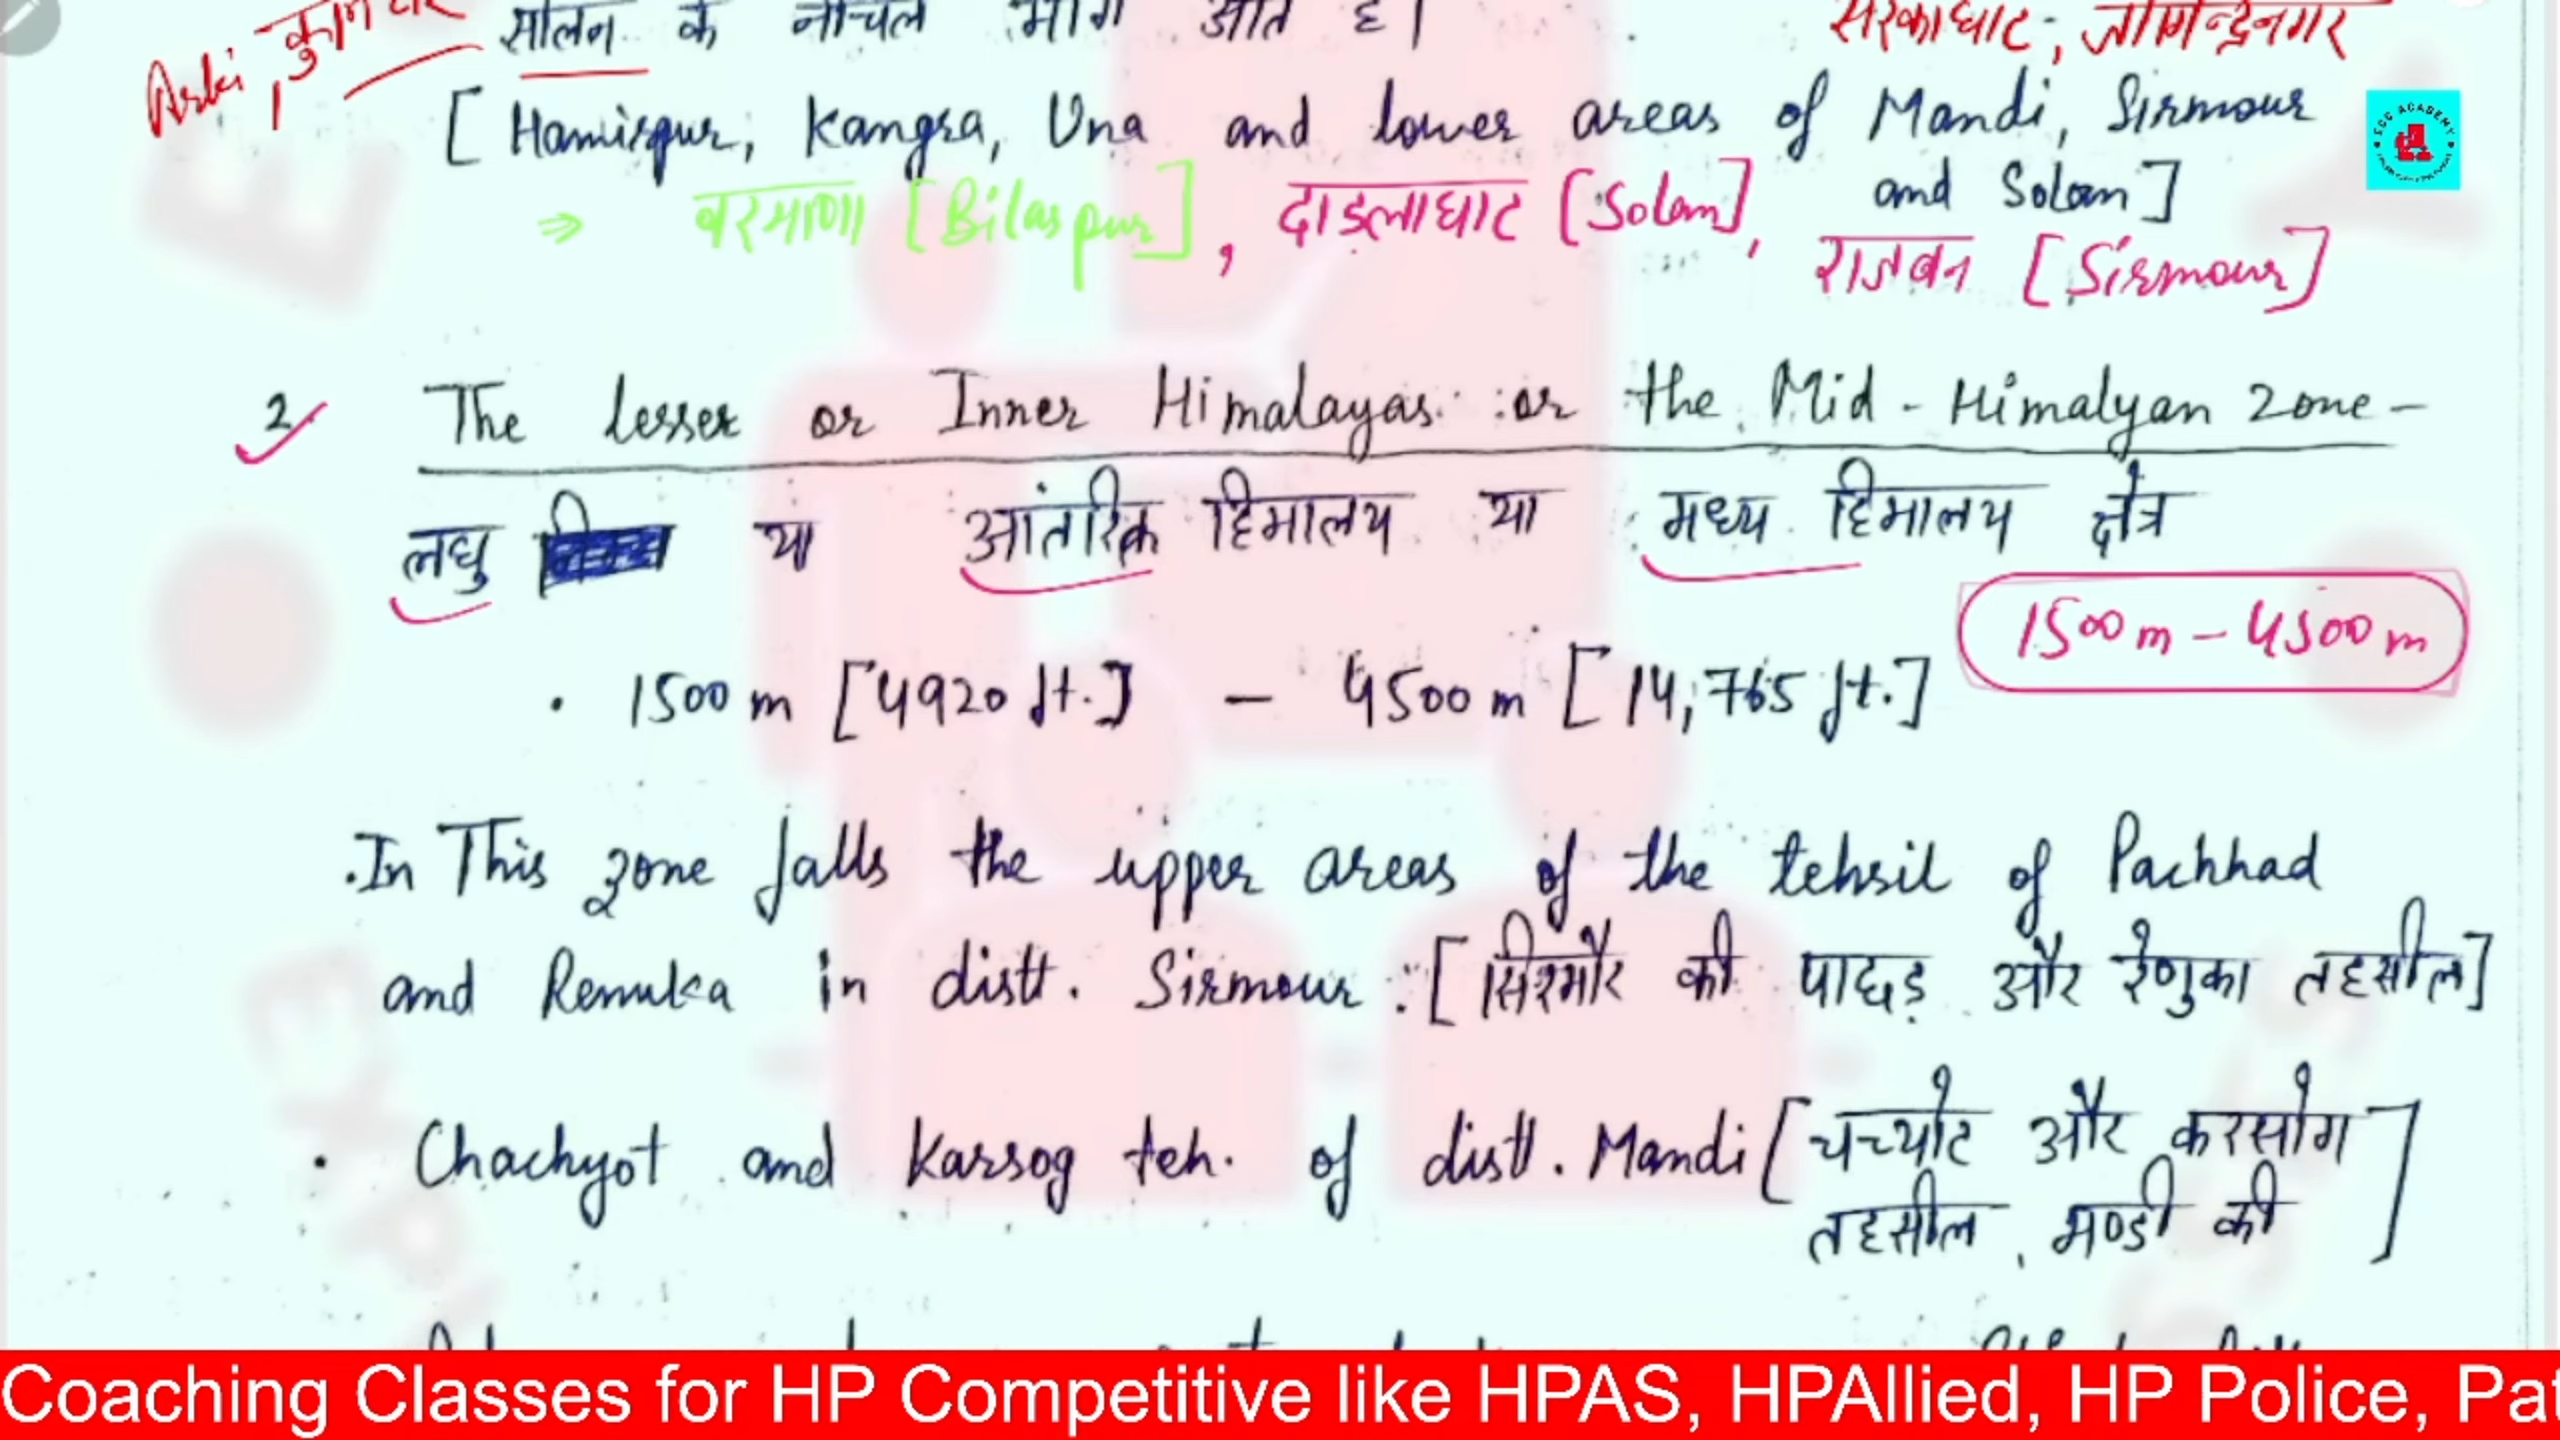 सरकाघाट, जोगिन्द्रनगर
Arki, कुनिहार सोलन के निचले भाग आते है।
[ Hamirpur, Kangra, Una and lower areas of Mandi, Sirmour
and Solan ]
⇒ बरमाणा [Bilaspur], दाड़लाघाट [Solan],
राजबन [Sirmour]
ECC ACADEMY
2 The lesser or Inner Himalayas or the Mid - Himalyan Zone -
लघु या आंतरिक हिमालय या मध्य हिमालय क्षेत्र
1500 m - 4500 m
. 1500 m [4920 ft.] - 4500 m [14,765 ft.]
. In This zone falls the upper areas of the tehsil of Pachhad
and Renuka in distt. Sirmour : [सिरमौर की पाच्छड़ और रेणुका तहसील]
. Chachyot and Karsog teh. of distt. Mandi [चच्योट और करसोग
तहसील, मण्डी की]
Coaching Classes for HP Competitive like HPAS, HPAllied, HP Police, Pat